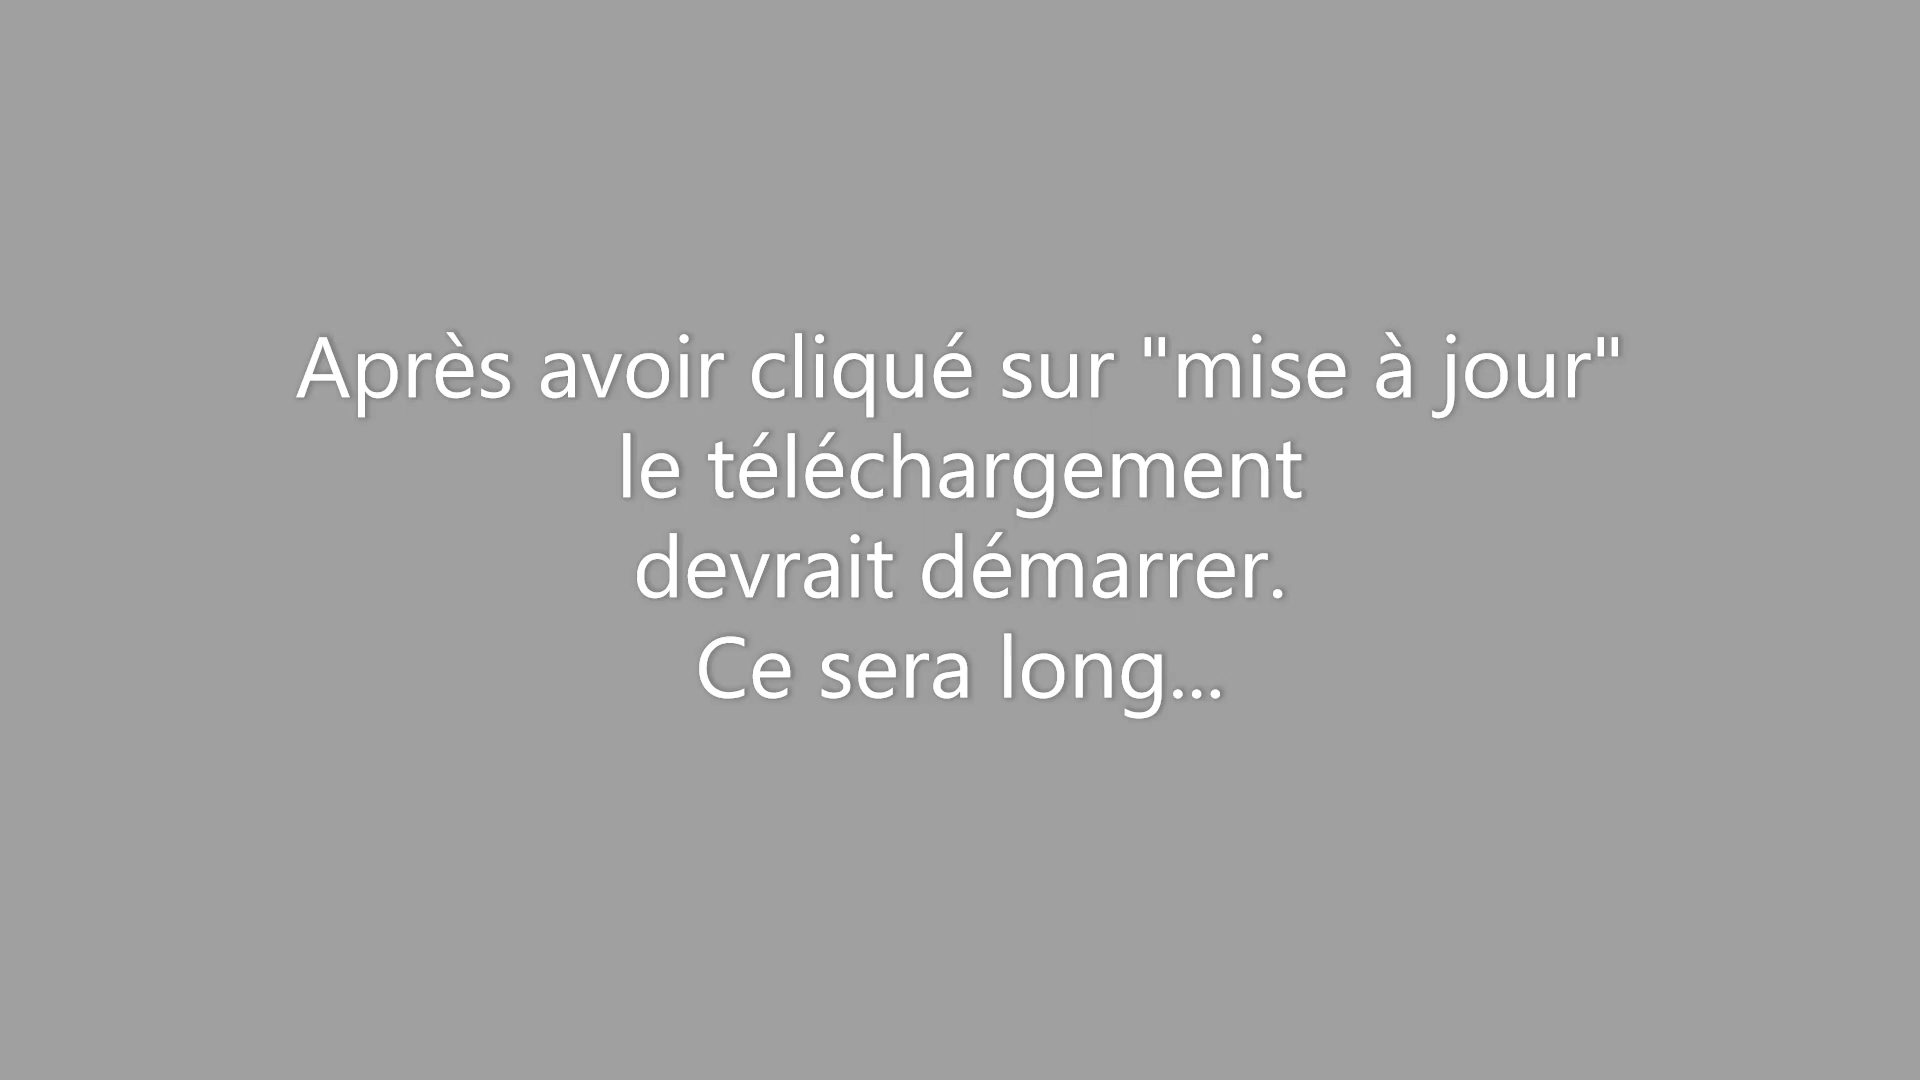 Après avoir cliqué sur "mise à jour"
le téléchargement
devrait démarrer.
Ce sera long...